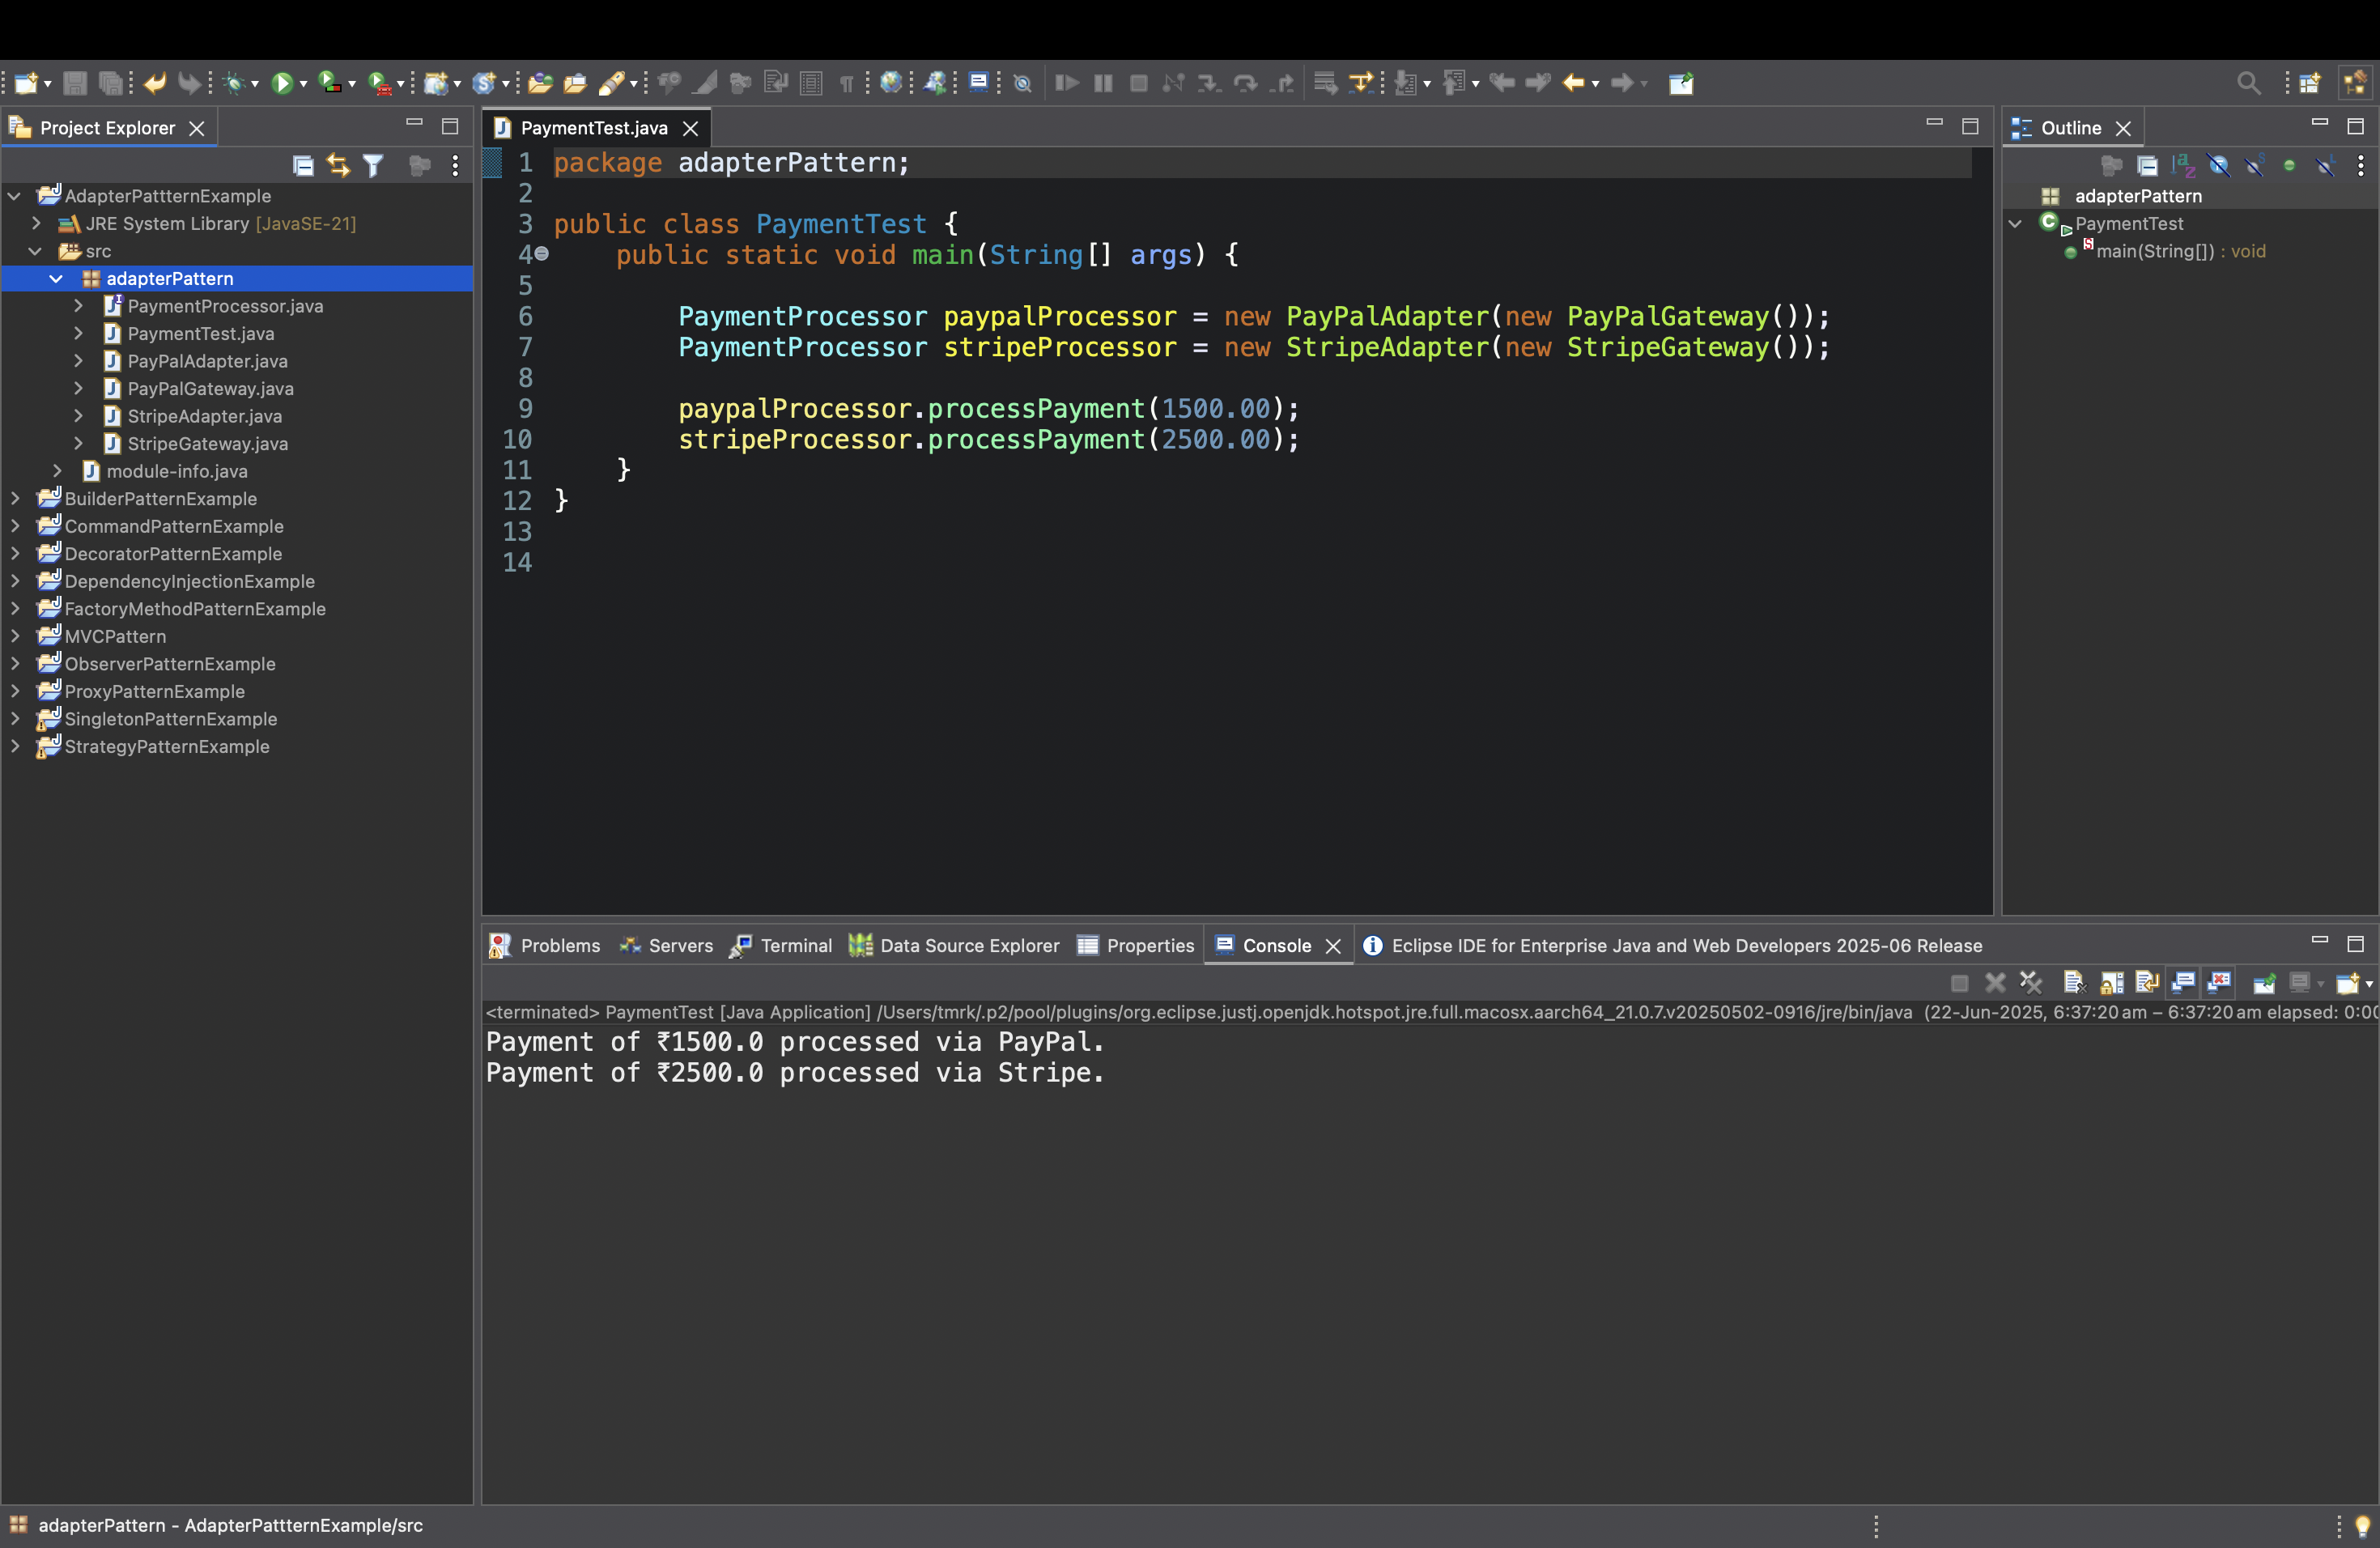 Project Explorer
AdapterPattternExample
JRE System Library [JavaSE-21]
src
adapterPattern
PaymentProcessor.java
PaymentTest.java
PayPalAdapter.java
PayPalGateway.java
StripeAdapter.java
StripeGateway.java
module-info.java
BuilderPatternExample
CommandPatternExample
DecoratorPatternExample
DependencyInjectionExample
FactoryMethodPatternExample
MVCPattern
ObserverPatternExample
ProxyPatternExample
SingletonPatternExample
StrategyPatternExample
PaymentTest.java
1 package adapterPattern;
2
3 public class PaymentTest {
4 public static void main(String[] args) {
5
6 PaymentProcessor paypalProcessor = new PayPalAdapter(new PayPalGateway());
7 PaymentProcessor stripeProcessor = new StripeAdapter(new StripeGateway());
8
9 paypalProcessor.processPayment(1500.00);
10 stripeProcessor.processPayment(2500.00);
11 }
12 }
13
14
Outline
adapterPattern
PaymentTest
main(String[]) : void
Problems Servers Terminal Data Source Explorer Properties Console Eclipse IDE for Enterprise Java and Web Developers 2025-06 Release
<terminated> PaymentTest [Java Application] /Users/tmrk/.p2/pool/plugins/org.eclipse.justj.openjdk.hotspot.jre.full.macosx.aarch64_21.0.7.v20250502-0916/jre/bin/java (22-Jun-2025, 6:37:20 am – 6:37:20 am elapsed: 0:00
Payment of ₹1500.0 processed via PayPal.
Payment of ₹2500.0 processed via Stripe.
adapterPattern - AdapterPattternExample/src